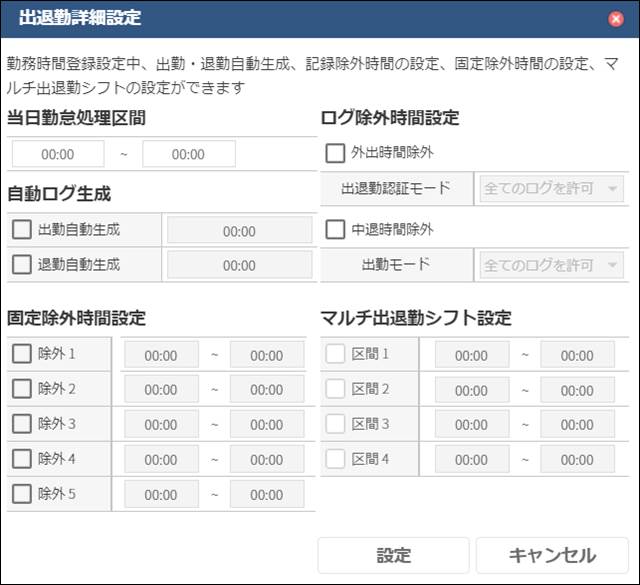 出退勤詳細設定
勤務時間登録設定中、出勤・退勤自動生成、記録除外時間の設定、固定除外時間の設定、マ
ルチ出退勤シフトの設定ができます
当日勤怠処理区間
00:00 ~ 00:00
自動ログ生成
出勤自動生成 00:00
退勤自動生成 00:00
ログ除外時間設定
外出時間除外
出退勤認証モード 全てのログを許可
中退時間除外
出勤モード 全てのログを許可
固定除外時間設定
除外 1 00:00 ~ 00:00
除外 2 00:00 ~ 00:00
除外 3 00:00 ~ 00:00
除外 4 00:00 ~ 00:00
除外 5 00:00 ~ 00:00
マルチ出退勤シフト設定
区間 1 00:00 ~ 00:00
区間 2 00:00 ~ 00:00
区間 3 00:00 ~ 00:00
区間 4 00:00 ~ 00:00
設定 キャンセル